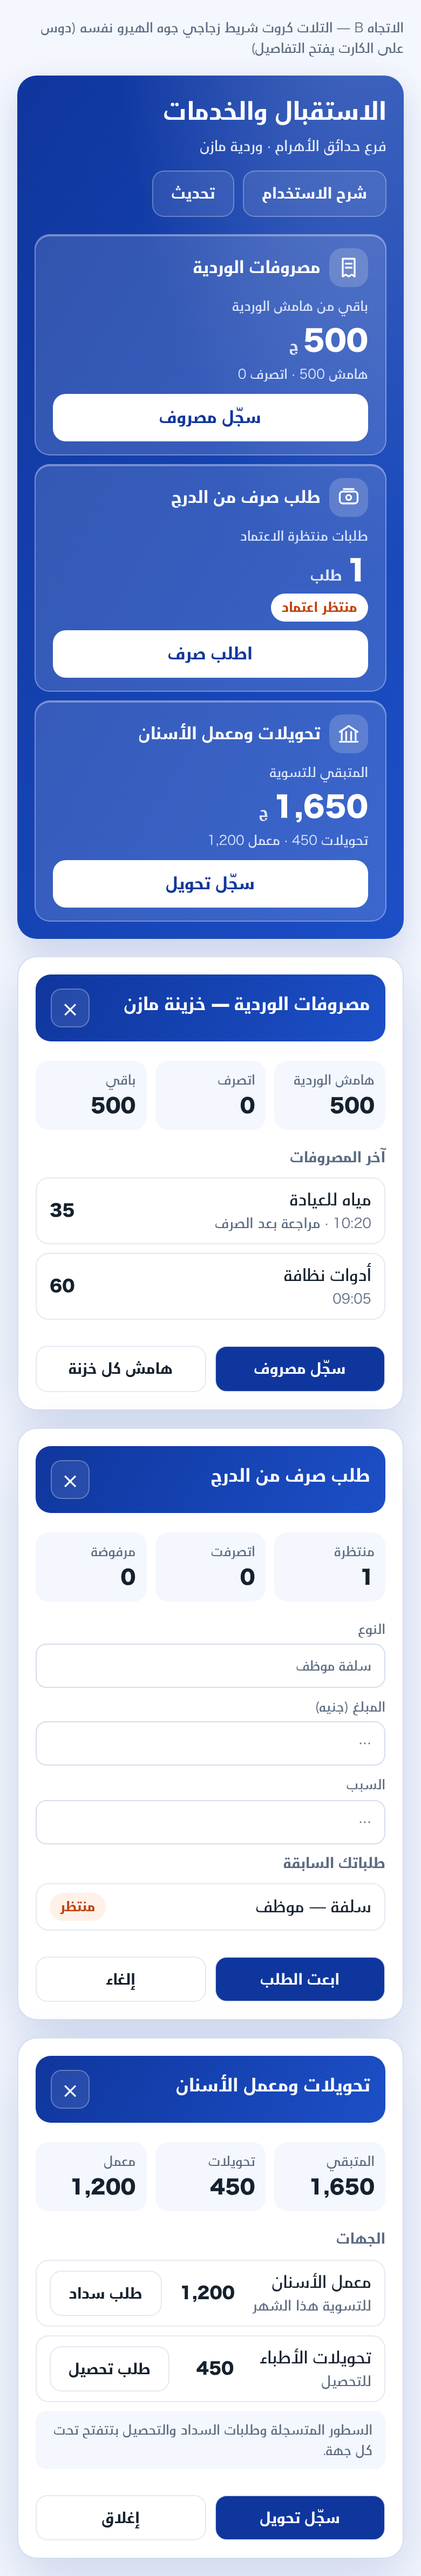 الاتجاه B — التلات كروت شريط زجاجي جوه الهيرو نفسه (دوس
على الكارت يفتح التفاصيل)
الاستقبال والخدمات
فرع حدائق الأهرام · وردية مازن
شرح الاستخدام
تحديث
مصروفات الوردية
باقي من هامش الوردية
500 ج
هامش 500 · اتصرف 0
سجّل مصروف
طلب صرف من الدرج
طلبات منتظرة الاعتماد
1 طلب
منتظر اعتماد
اطلب صرف
تحويلات ومعمل الأسنان
المتبقي للتسوية
1,650 ج
تحويلات 450 · معمل 1,200
سجّل تحويل
مصروفات الوردية — خزينة مازن
×
هامش الوردية
500
اتصرف
0
باقي
500
آخر المصروفات
مياه للعيادة
10:20 · مراجعة بعد الصرف
35
أدوات نظافة
09:05
60
سجّل مصروف
هامش كل خزنة
طلب صرف من الدرج
×
منتظرة
1
اتصرفت
0
مرفوضة
0
النوع
سلفة موظف
المبلغ (جنيه)
...
السبب
...
طلباتك السابقة
سلفة — موظف
منتظر
ابعت الطلب
إلغاء
تحويلات ومعمل الأسنان
×
المتبقي
1,650
تحويلات
450
معمل
1,200
الجهات
معمل الأسنان
للتسوية هذا الشهر
1,200
طلب سداد
تحويلات الأطباء
للتحصيل
450
طلب تحصيل
السطور المتسجلة وطلبات السداد والتحصيل بتتفتح تحت
كل جهة.
سجّل تحويل
إغلاق